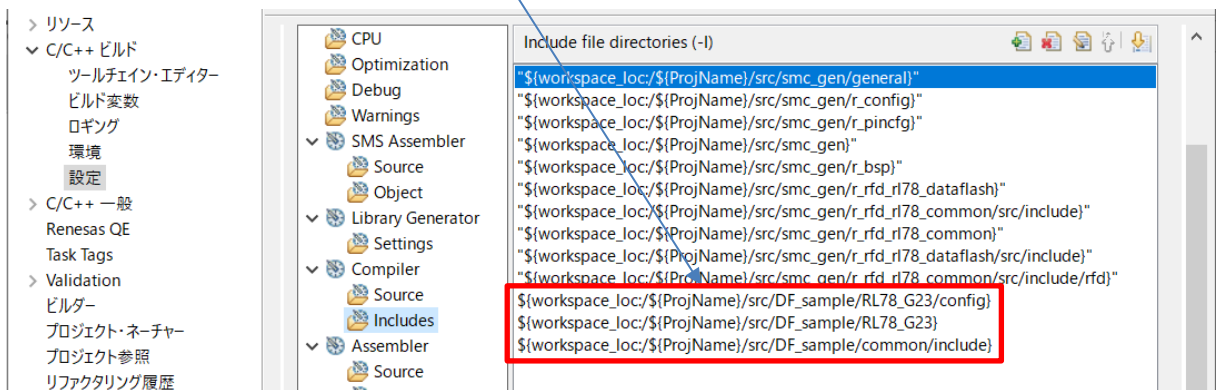 リソース
C/C++ ビルド
ツールチェイン・エディター
ビルド変数
ロギング
環境
設定
C/C++ 一般
Renesas QE
Task Tags
Validation
ビルダー
プロジェクト・ネーチャー
プロジェクト参照
リファクタリング履歴
CPU
Optimization
Debug
Warnings
SMS Assembler
Source
Object
Library Generator
Settings
Compiler
Source
Includes
Assembler
Source
Include file directories (-I)
"${workspace_loc:/${ProjName}/src/smc_gen/general}"
"${workspace_loc:/${ProjName}/src/smc_gen/r_config}"
"${workspace_loc:/${ProjName}/src/smc_gen/r_pincfg}"
"${workspace_loc:/${ProjName}/src/smc_gen}"
"${workspace_loc:/${ProjName}/src/smc_gen/r_bsp}"
"${workspace_loc:/${ProjName}/src/smc_gen/r_rfd_rl78_dataflash}"
"${workspace_loc:/${ProjName}/src/smc_gen/r_rfd_rl78_common/src/include}"
"${workspace_loc:/${ProjName}/src/smc_gen/r_rfd_rl78_common}"
"${workspace_loc:/${ProjName}/src/smc_gen/r_rfd_rl78_dataflash/src/include}"
"${workspace_loc:/${ProjName}/src/smc_gen/r_rfd_rl78_common/src/include/rfd}"
${workspace_loc:/${ProjName}/src/DF_sample/RL78_G23/config}
${workspace_loc:/${ProjName}/src/DF_sample/RL78_G23}
${workspace_loc:/${ProjName}/src/DF_sample/common/include}